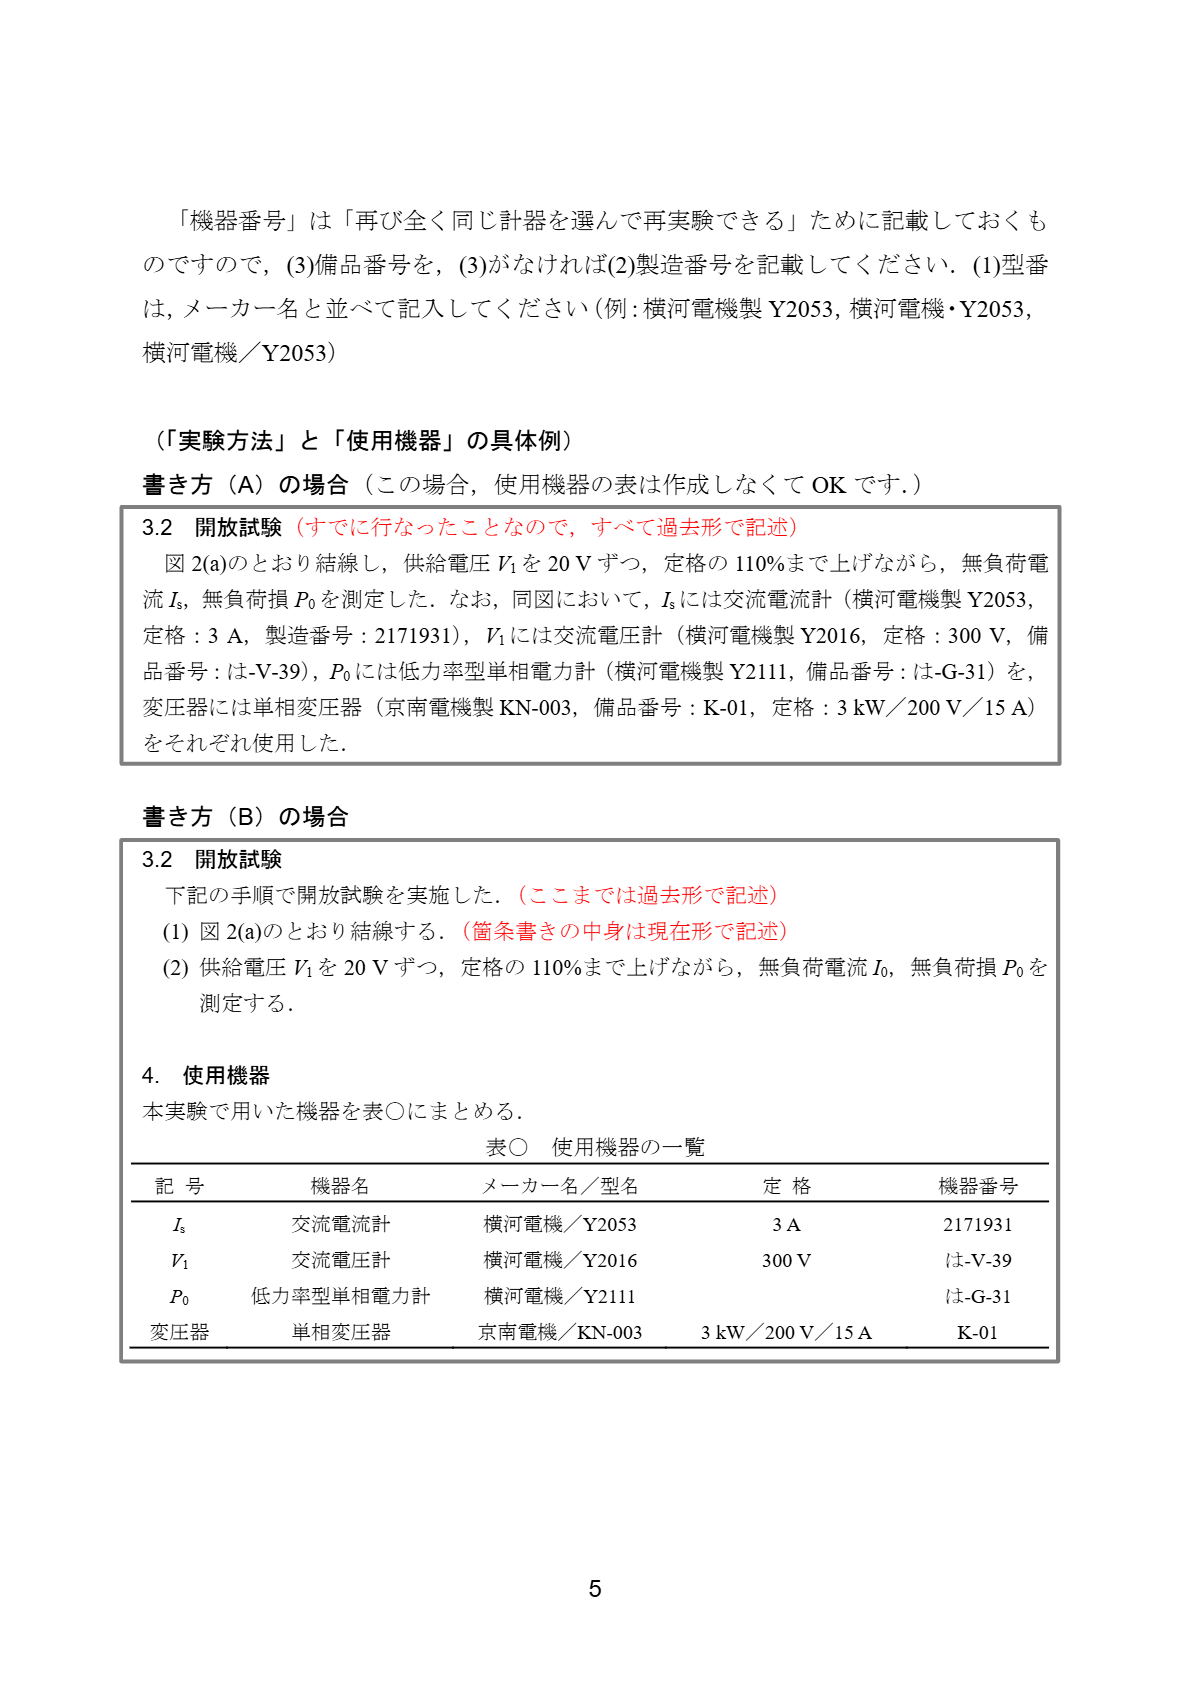 「機器番号」は「再び全く同じ計器を選んで再実験できる」ために記載しておくも
のですので，(3)備品番号を，(3)がなければ(2)製造番号を記載してください．(1)型番
は，メーカー名と並べて記入してください（例：横河電機製 Y2053，横河電機・Y2053，
横河電機／Y2053）
（「実験方法」と「使用機器」の具体例）
書き方（A）の場合（この場合，使用機器の表は作成しなくて OK です．）
3.2　開放試験（すでに行なったことなので，すべて過去形で記述）
図 2(a)のとおり結線し，供給電圧 V1 を 20 V ずつ，定格の 110%まで上げながら，無負荷電
流 Is，無負荷損 P0 を測定した．なお，同図において，Is には交流電流計（横河電機製 Y2053，
定格：3 A，製造番号：2171931），V1 には交流電圧計（横河電機製 Y2016，定格：300 V，備
品番号：は-V-39），P0 には低力率型単相電力計（横河電機製 Y2111，備品番号：は-G-31）を，
変圧器には単相変圧器（京南電機製 KN-003，備品番号：K-01，定格：3 kW／200 V／15 A）
をそれぞれ使用した．
書き方（B）の場合
3.2　開放試験
下記の手順で開放試験を実施した．（ここまでは過去形で記述）
(1) 図 2(a)のとおり結線する．（箇条書きの中身は現在形で記述）
(2) 供給電圧 V1 を 20 V ずつ，定格の 110%まで上げながら，無負荷電流 I0，無負荷損 P0 を
測定する．
4.　使用機器
本実験で用いた機器を表○にまとめる．
表○　使用機器の一覧
記 号　機器名　メーカー名／型名　定 格　機器番号
Is　交流電流計　横河電機／Y2053　3 A　2171931
V1　交流電圧計　横河電機／Y2016　300 V　は-V-39
P0　低力率型単相電力計　横河電機／Y2111　は-G-31
変圧器　単相変圧器　京南電機／KN-003　3 kW／200 V／15 A　K-01
5